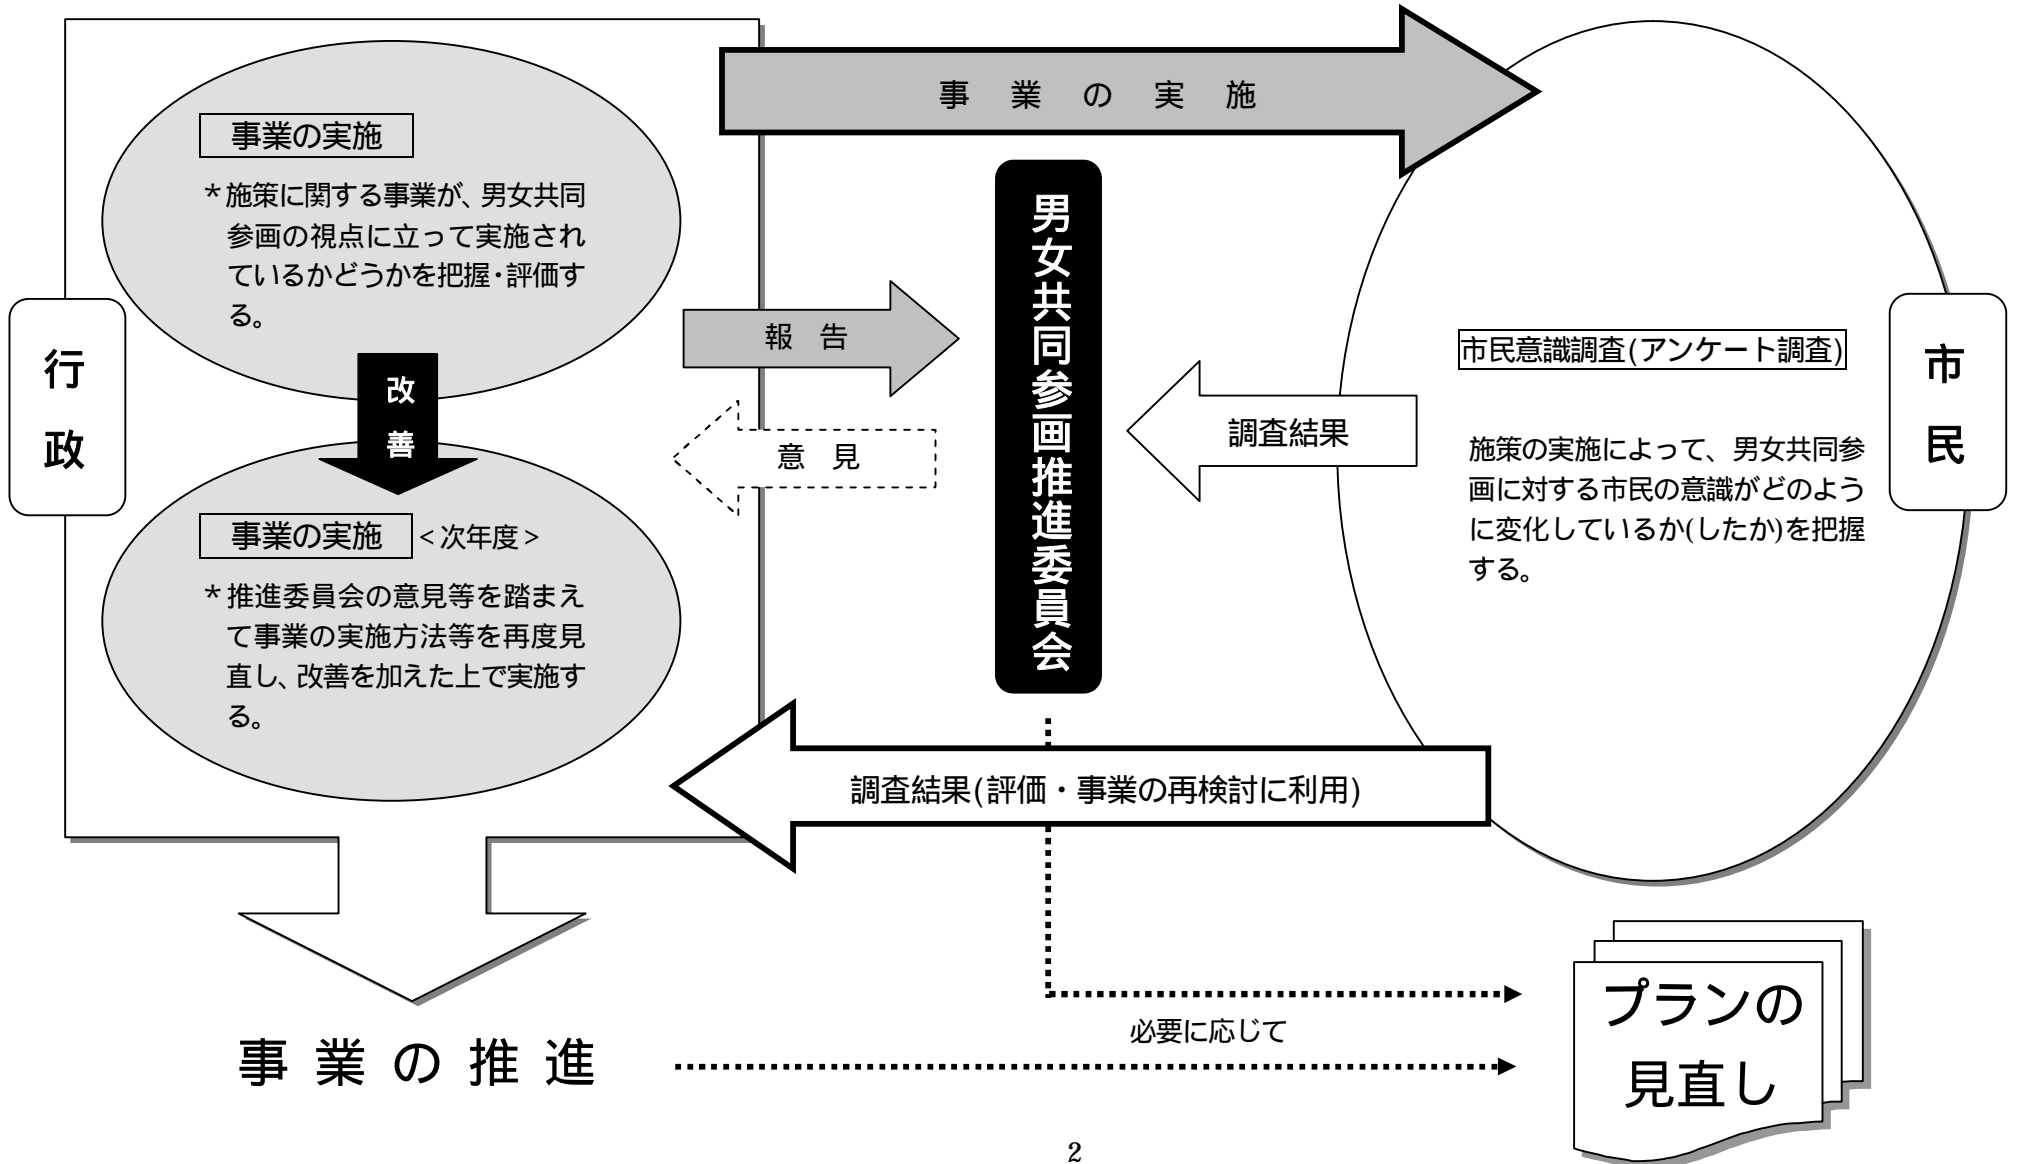 事業の実施
事業の実施
＊施策に関する事業が、男女共同
参画の視点に立って実施され
ているかどうかを把握・評価す
る。
行政
改善
事業の実施 ＜次年度＞
＊推進委員会の意見等を踏まえ
て事業の実施方法等を再度見
直し、改善を加えた上で実施す
る。
報告
意見
男女共同参画推進委員会
調査結果
市民意識調査(アンケート調査)
施策の実施によって、男女共同参
画に対する市民の意識がどのよう
に変化しているか(したか)を把握
する。
市民
調査結果(評価・事業の再検討に利用)
事業の推進
必要に応じて
プランの
見直し
2